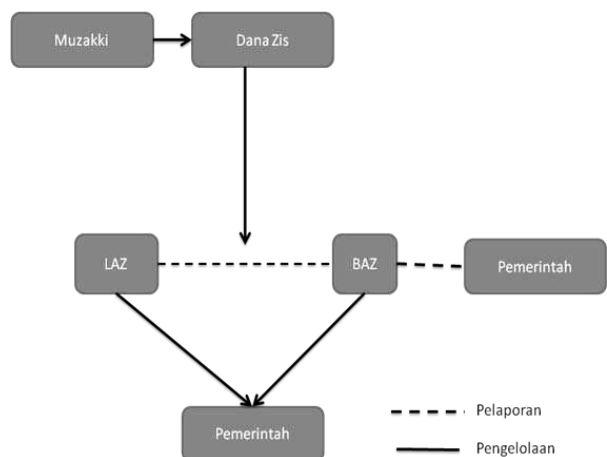 Muzakki
Dana Zis
LAZ
BAZ
Pemerintah
Pemerintah
Pelaporan
Pengelolaan